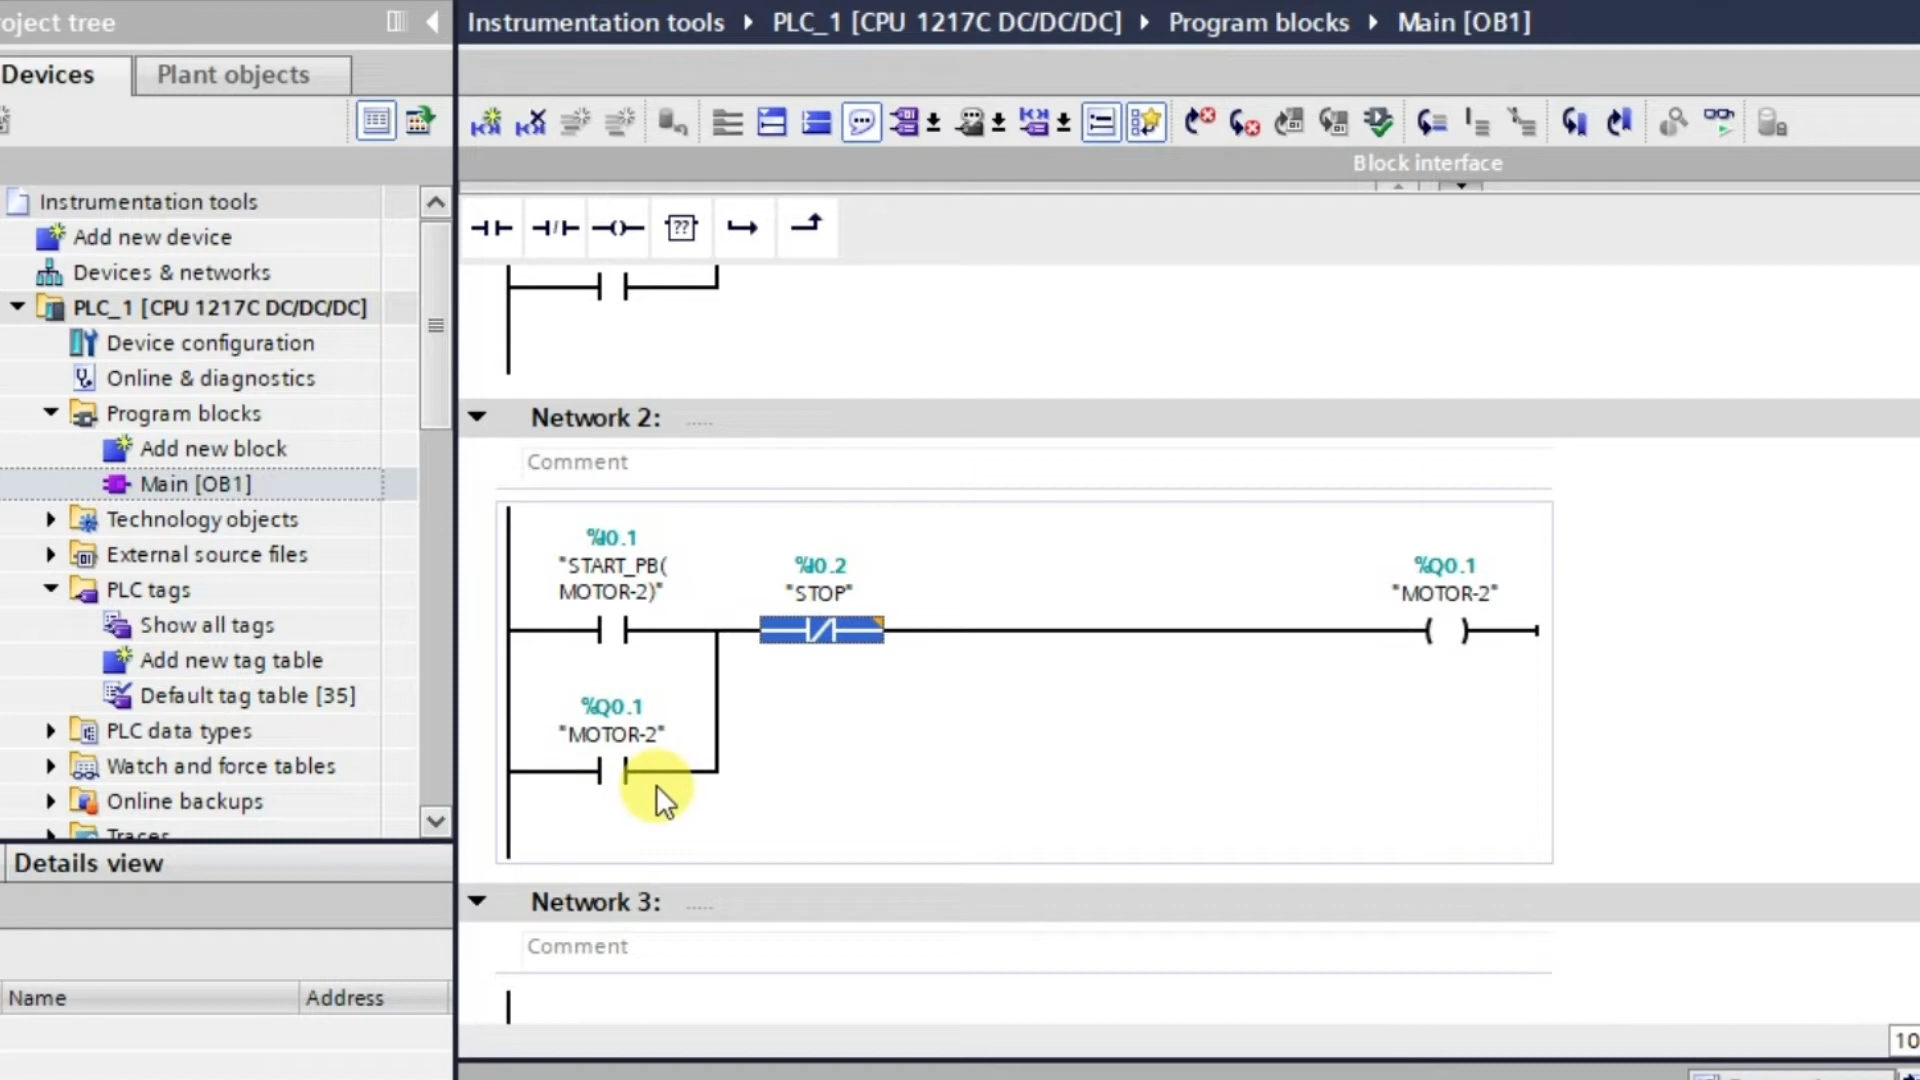 oject tree
Instrumentation tools ▸ PLC_1 [CPU 1217C DC/DC/DC] ▸ Program blocks ▸ Main [OB1]
Devices
Plant objects
Block interface
Instrumentation tools
Add new device
Devices & networks
PLC_1 [CPU 1217C DC/DC/DC]
Device configuration
Online & diagnostics
Program blocks
Add new block
Main [OB1]
Technology objects
External source files
PLC tags
Show all tags
Add new tag table
Default tag table [35]
PLC data types
Watch and force tables
Online backups
Traces
Details view
Name Address
??
Network 2: .....
Comment
%I0.1
"START_PB(
MOTOR-2)"
%I0.2
"STOP"
%Q0.1
"MOTOR-2"
%Q0.1
"MOTOR-2"
Network 3: .....
Comment
10